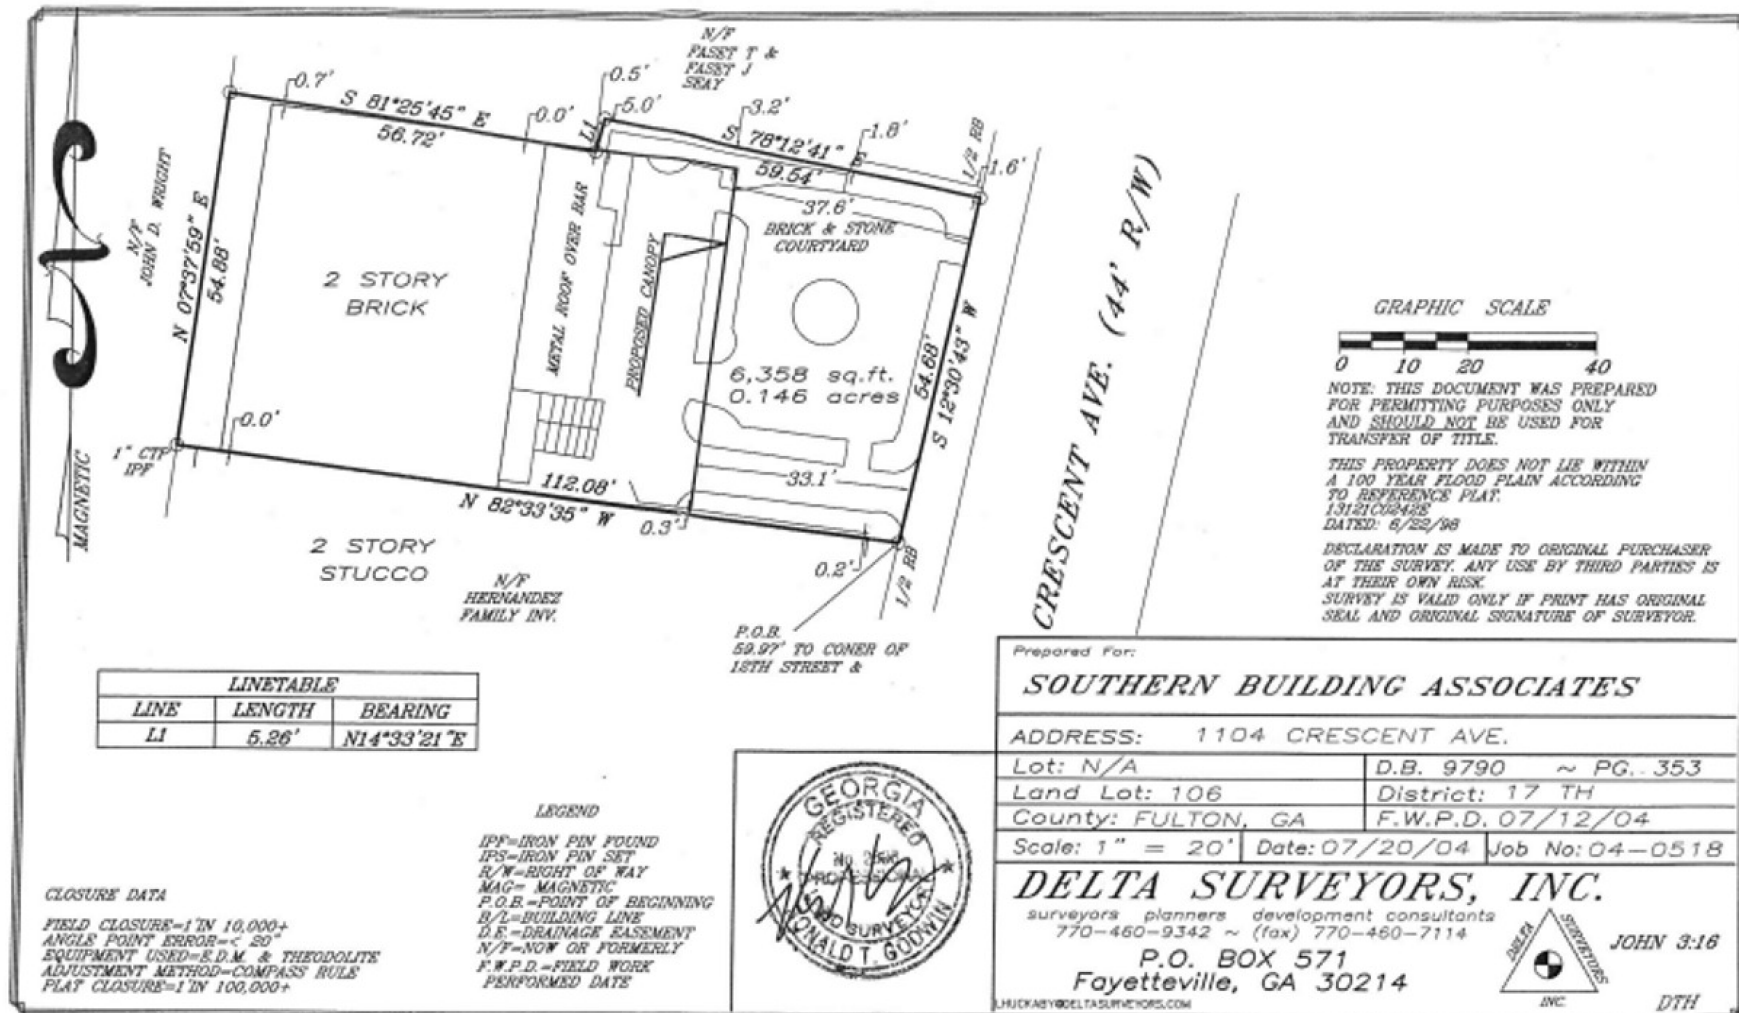 N/F
FASET T &
FASET J
SEAY
0.7'
S 81°25'45" E
56.72'
0.0'
0.5'
L1
5.0'
3.2'
S 78°12'41" E
59.54'
1.8'
1/2 RB
1.6'
N/F
JOHN D. WRIGHT
N 07°37'59" E
54.88'
2 STORY
BRICK
METAL ROOF OVER BAR
PROPOSED CANOPY
37.6'
BRICK & STONE
COURTYARD
6,358 sq.ft.
0.146 acres
54.68'
S 12°30'43" W
CRESCENT AVE. (44' R/W)
MAGNETIC
1" CTP
IPF
0.0'
33.1'
112.08'
N 82°33'35" W
0.3'
0.2'
1/2 RB
2 STORY
STUCCO
N/F
HERNANDEZ
FAMILY INV.
P.O.B.
59.97' TO CONER OF
12TH STREET &
GRAPHIC SCALE
0 10 20 40
NOTE: THIS DOCUMENT WAS PREPARED
FOR PERMITTING PURPOSES ONLY
AND SHOULD NOT BE USED FOR
TRANSFER OF TITLE.
THIS PROPERTY DOES NOT LIE WITHIN
A 100 YEAR FLOOD PLAIN ACCORDING
TO REFERENCE PLAT.
13121C0242E
DATED: 6/22/98
DECLARATION IS MADE TO ORIGINAL PURCHASER
OF THE SURVEY. ANY USE BY THIRD PARTIES IS
AT THEIR OWN RISK.
SURVEY IS VALID ONLY IF PRINT HAS ORIGINAL
SEAL AND ORIGINAL SIGNATURE OF SURVEYOR.
LINETABLE
LINE LENGTH BEARING
L1 5.26' N14°33'21"E
LEGEND
IPF=IRON PIN FOUND
IPS=IRON PIN SET
R/W=RIGHT OF WAY
MAG= MAGNETIC
P.O.B.=POINT OF BEGINNING
B/L=BUILDING LINE
D.E.=DRAINAGE EASEMENT
N/F=NOW OR FORMERLY
F.W.P.D.=FIELD WORK
PERFORMED DATE
CLOSURE DATA
FIELD CLOSURE=1 'IN 10,000+
ANGLE POINT ERROR=< 20"
EQUIPMENT USED=E.D.M. & THEODOLITE
ADJUSTMENT METHOD=COMPASS RULE
PLAT CLOSURE=1 'IN 100,000+
GEORGIA
REGISTERED
No.
PROFESSIONAL
LAND SURVEYOR
RONALD T. GODWIN
Prepared For:
SOUTHERN BUILDING ASSOCIATES
ADDRESS: 1104 CRESCENT AVE.
Lot: N/A D.B. 9790 ~ PG. 353
Land Lot: 106 District: 17 TH
County: FULTON, GA F.W.P.D. 07/12/04
Scale: 1" = 20' Date: 07/20/04 Job No: 04-0518
DELTA SURVEYORS, INC.
surveyors planners development consultants
770-460-9342 ~ (fax) 770-460-7114
P.O. BOX 571
Fayetteville, GA 30214
LHUCKABY@DELTASURVEYORS.COM
DELTA SURVEYORS
INC.
JOHN 3:16
DTH